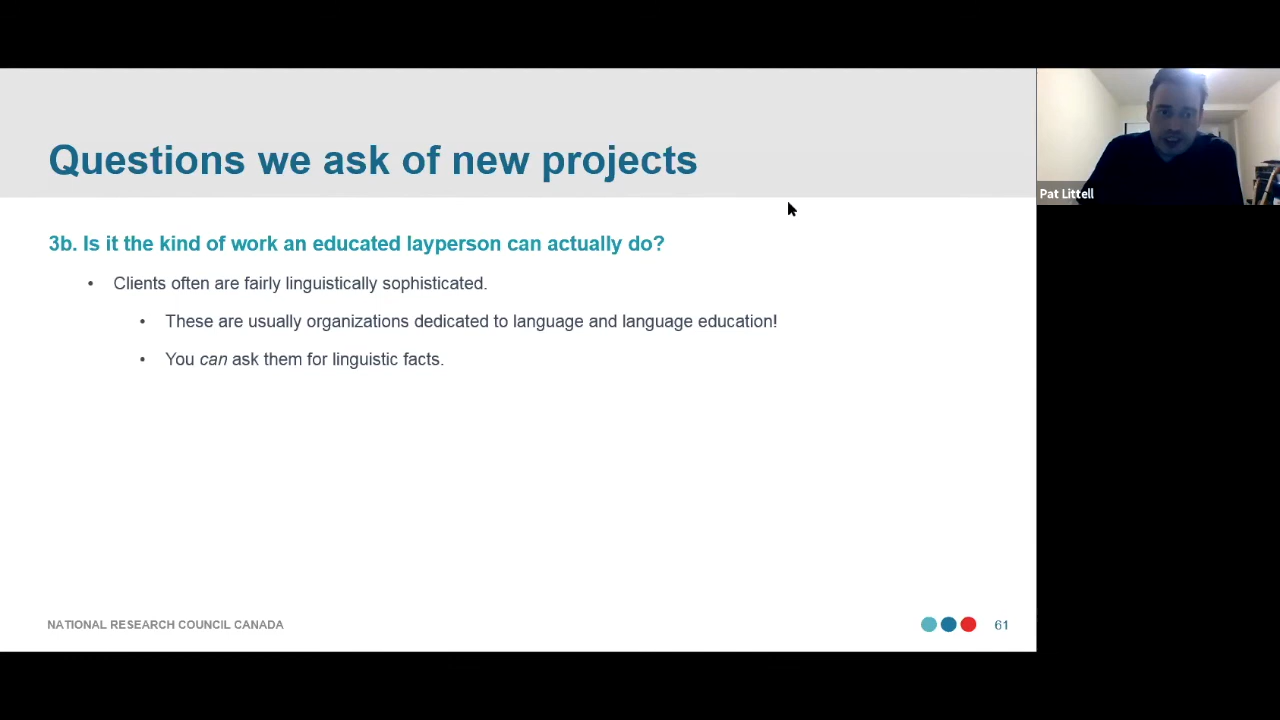 Questions we ask of new projects
Pat Littell
3b. Is it the kind of work an educated layperson can actually do?
• Clients often are fairly linguistically sophisticated.
• These are usually organizations dedicated to language and language education!
• You can ask them for linguistic facts.
NATIONAL RESEARCH COUNCIL CANADA
61